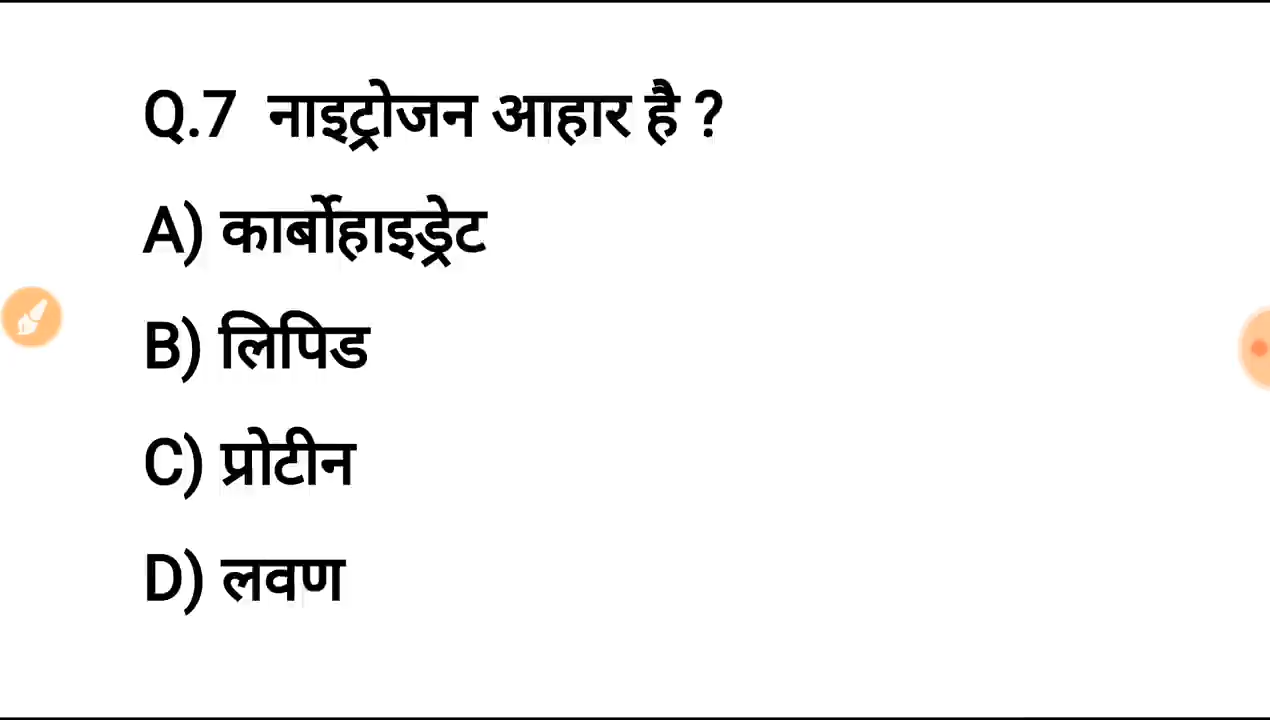 Q.7 नाइट्रोजन आहार है ?
A) कार्बोहाइड्रेट
B) लिपिड
C) प्रोटीन
D) लवण